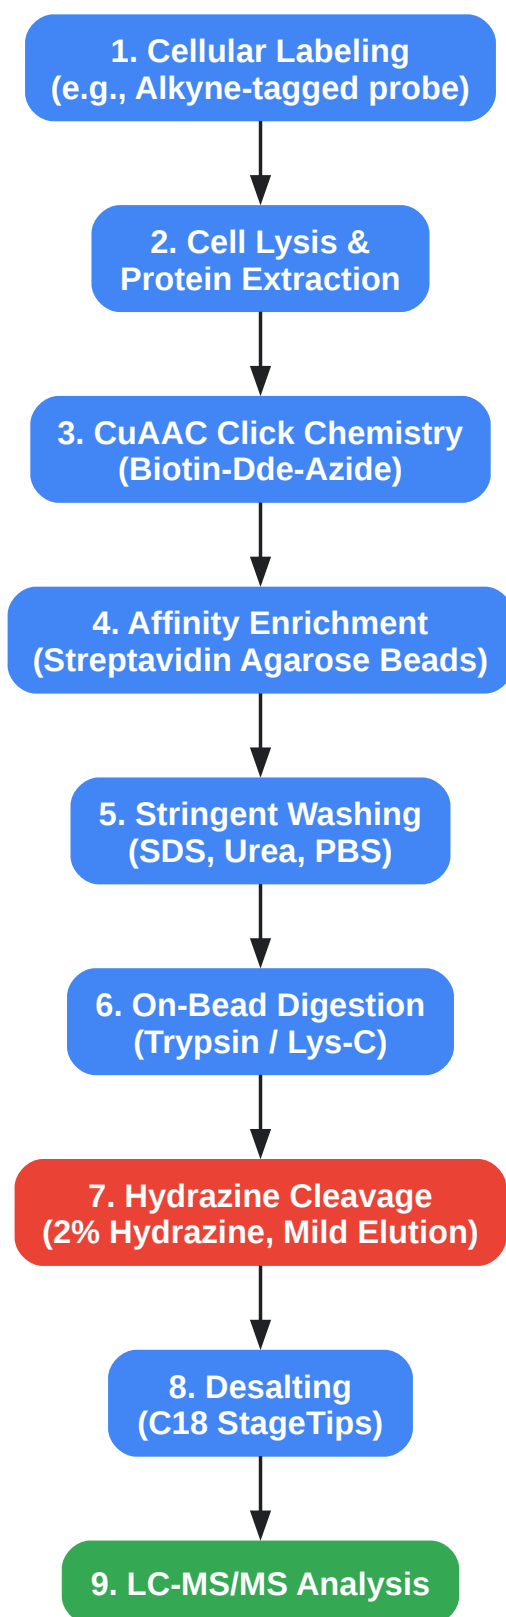 1. Cellular Labeling
(e.g., Alkyne-tagged probe)
2. Cell Lysis &
Protein Extraction
3. CuAAC Click Chemistry
(Biotin-Dde-Azide)
4. Affinity Enrichment
(Streptavidin Agarose Beads)
5. Stringent Washing
(SDS, Urea, PBS)
6. On-Bead Digestion
(Trypsin / Lys-C)
7. Hydrazine Cleavage
(2% Hydrazine, Mild Elution)
8. Desalting
(C18 StageTips)
9. LC-MS/MS Analysis